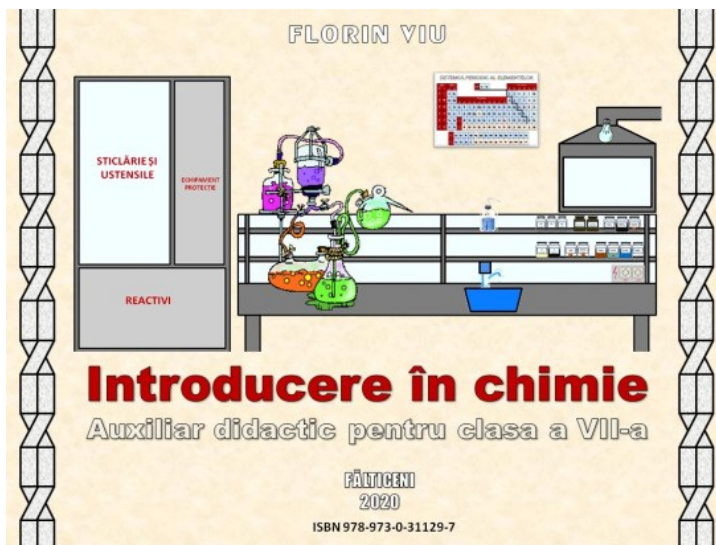 FLORIN VIU
SISTEMUL PERIODIC AL ELEMENTELOR
STICLĂRIE ȘI
USTENSILE
ECHIPAMENT
PROTECTIE
REACTIVI
Introducere în chimie
Auxiliar didactic pentru clasa a VII-a
FĂLTICENI
2020
ISBN 978-973-0-31129-7